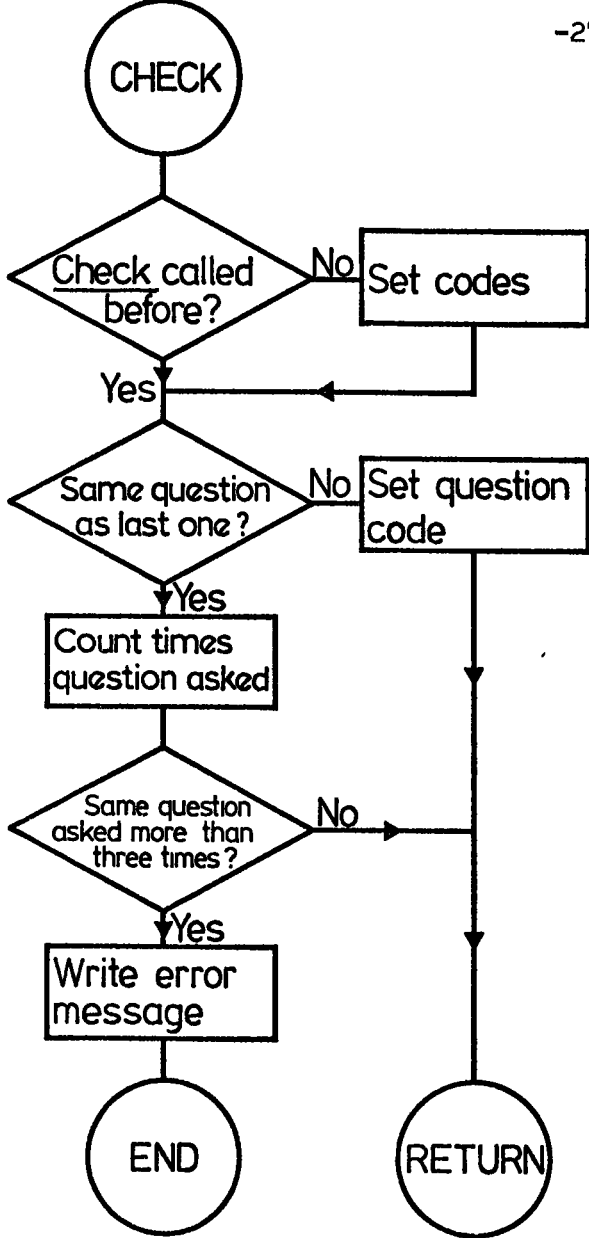 CHECK
Check called
before?
No
Set codes
Yes
Same question
as last one?
No
Set question
code
Yes
Count times
question asked
Same question
asked more than
three times?
No
Yes
Write error
message
END
RETURN